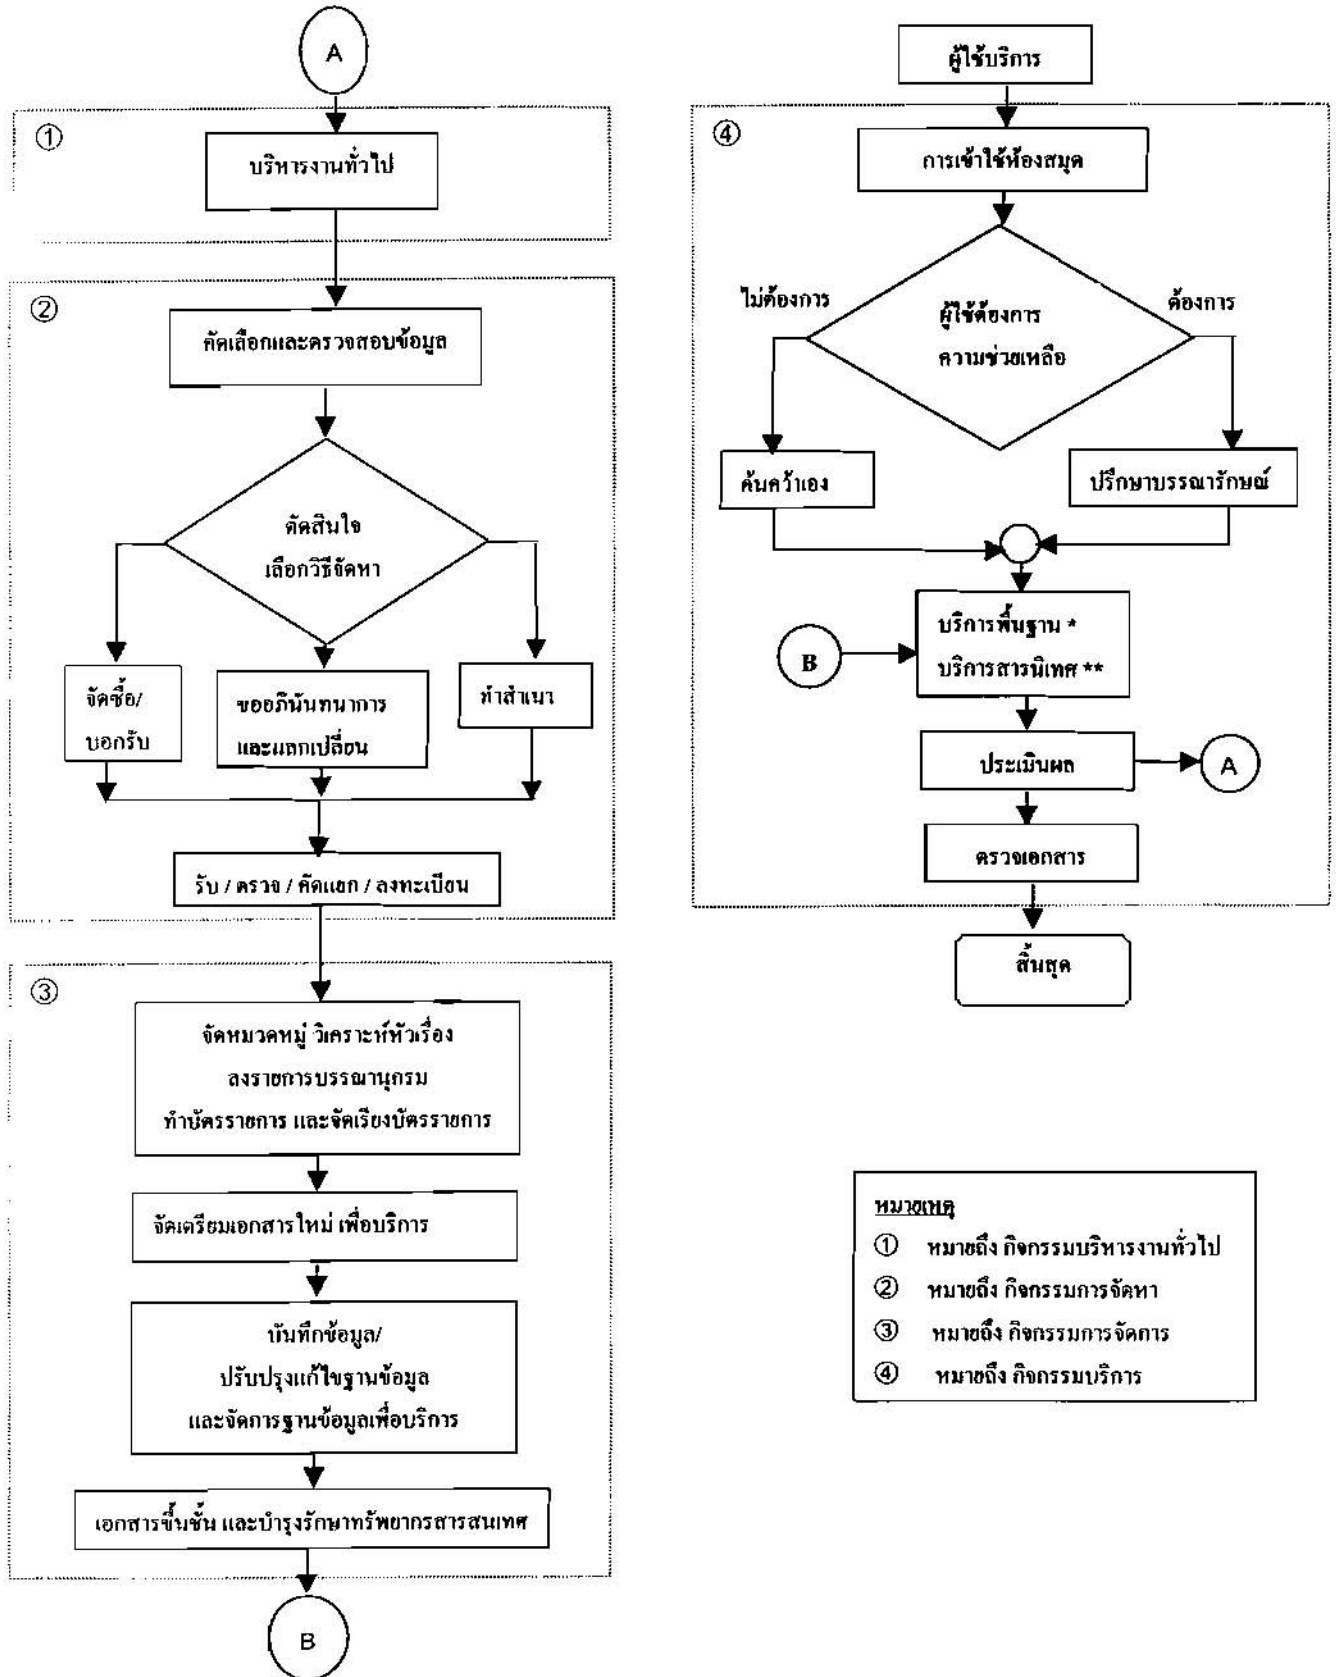 A
①
บริหารงานทั่วไป
②
คัดเลือกและตรวจสอบข้อมูล
ตัดสินใจ
เลือกวิธีจัดหา
จัดซื้อ/
บอกรับ
ขออภินันทนาการ
และแลกเปลี่ยน
ทำสำเนา
รับ / ตรวจ / คัดแยก / ลงทะเบียน
③
จัดหมวดหมู่ วิเคราะห์หัวเรื่อง
ลงรายการบรรณานุกรม
ทำบัตรรายการ และจัดเรียงบัตรรายการ
จัดเตรียมเอกสารใหม่ เพื่อบริการ
บันทึกข้อมูล/
ปรับปรุงแก้ไขฐานข้อมูล
และจัดการฐานข้อมูลเพื่อบริการ
เอกสารขึ้นชั้น และบำรุงรักษาทรัพยากรสารสนเทศ
B
ผู้ใช้บริการ
④
การเข้าใช้ห้องสมุด
ไม่ต้องการ
ผู้ใช้ต้องการ
ความช่วยเหลือ
ต้องการ
ค้นคว้าเอง
ปรึกษาบรรณารักษณ์
B
บริการพื้นฐาน *
บริการสารนิเทศ **
ประเมินผล
A
ตรวจเอกสาร
สิ้นสุด
หมายเหตุ
① หมายถึง กิจกรรมบริหารงานทั่วไป
② หมายถึง กิจกรรมการจัดหา
③ หมายถึง กิจกรรมการจัดการ
④ หมายถึง กิจกรรมบริการ